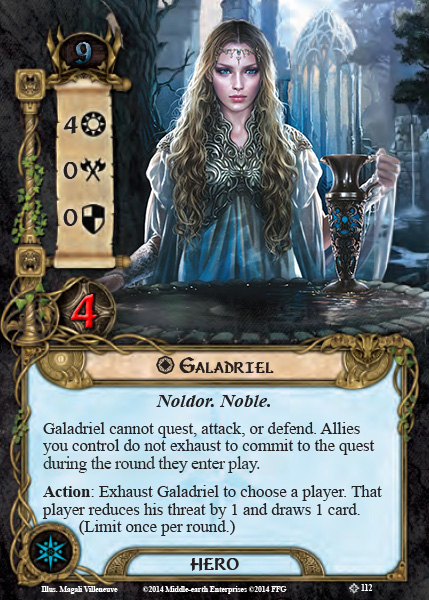 9
4
0
0
4
GALADRIEL
Noldor. Noble.
Galadriel cannot quest, attack, or defend. Allies
you control do not exhaust to commit to the quest
during the round they enter play.
Action: Exhaust Galadriel to choose a player. That
player reduces his threat by 1 and draws 1 card.
(Limit once per round.)
HERO
Illus. Magali Villeneuve ©2014 Middle-earth Enterprises ©2014 FFG 112